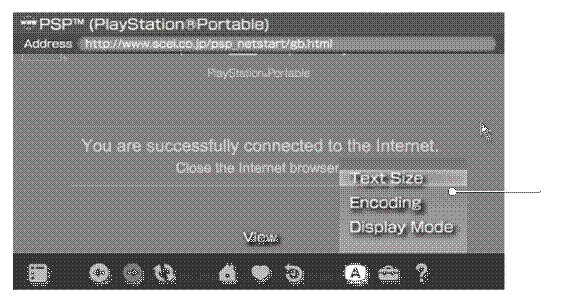 www PSP™ (PlayStation®Portable)
Address http://www.scei.co.jp/psp_netstart/gb.html
PlayStation®Portable
You are successfully connected to the Internet.
Close the Internet browser
Text Size
Encoding
Display Mode
View
A
?